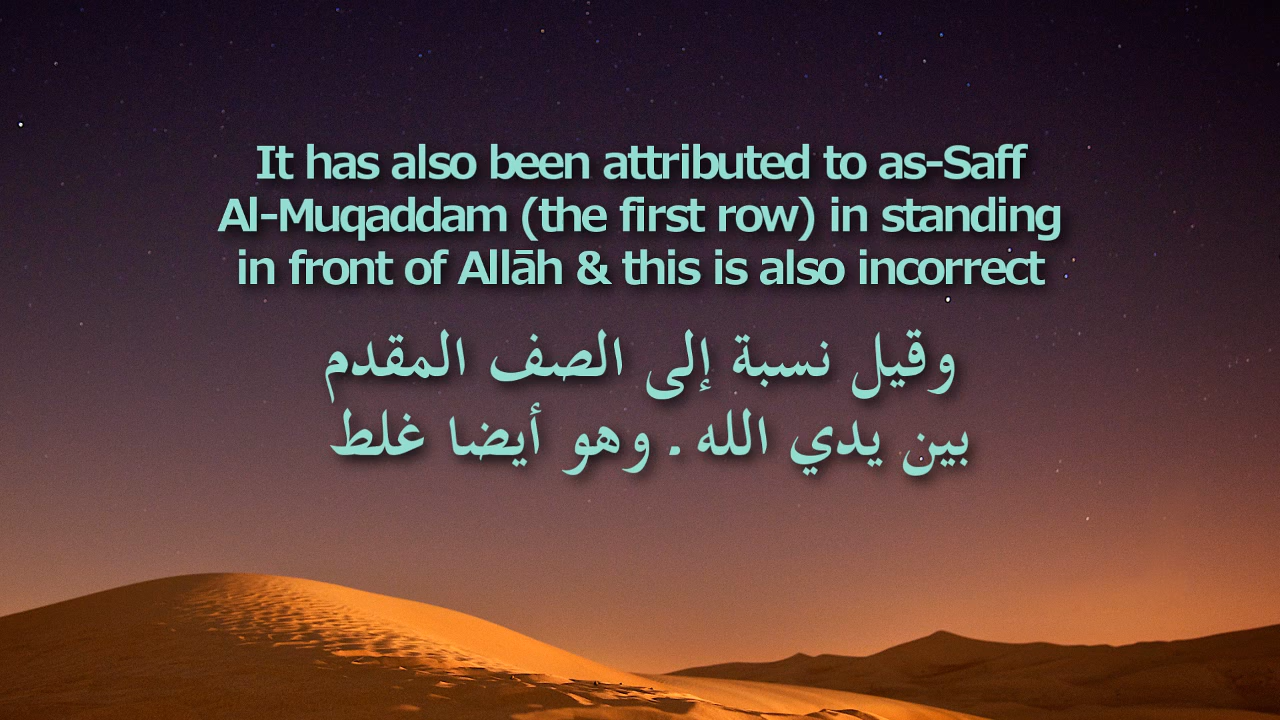 It has also been attributed to as-Saff
Al-Muqaddam (the first row) in standing
in front of Allāh & this is also incorrect
وقيل نسبة إلى الصف المقدم
بين يدي الله . وهو أيضا غلط